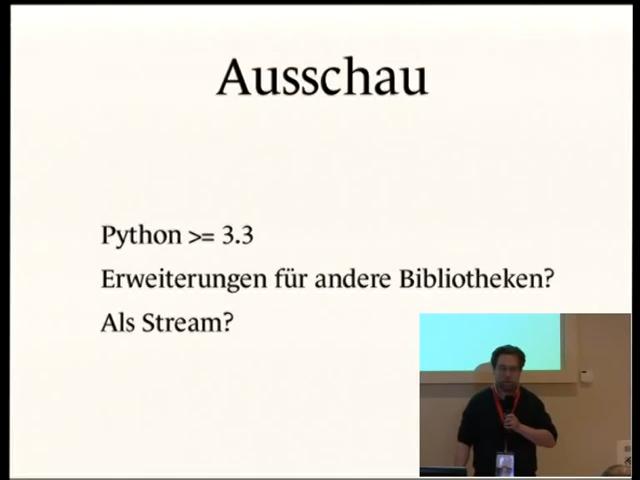 Ausschau
Python >= 3.3
Erweiterungen für andere Bibliotheken?
Als Stream?